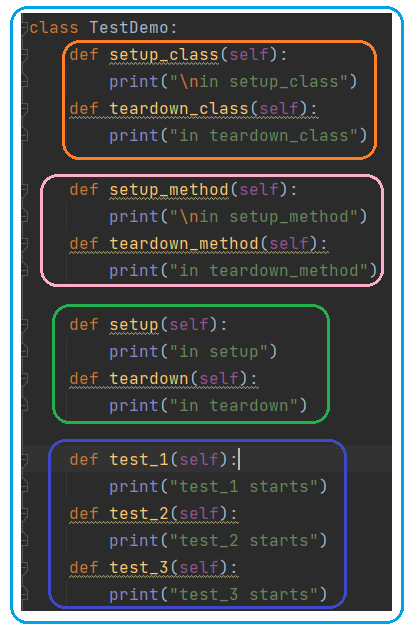 class TestDemo:
def setup_class(self):
print("\nin setup_class")
def teardown_class(self):
print("in teardown_class")
def setup_method(self):
print("\nin setup_method")
def teardown_method(self):
print("in teardown_method")
def setup(self):
print("in setup")
def teardown(self):
print("in teardown")
def test_1(self):
print("test_1 starts")
def test_2(self):
print("test_2 starts")
def test_3(self):
print("test_3 starts")